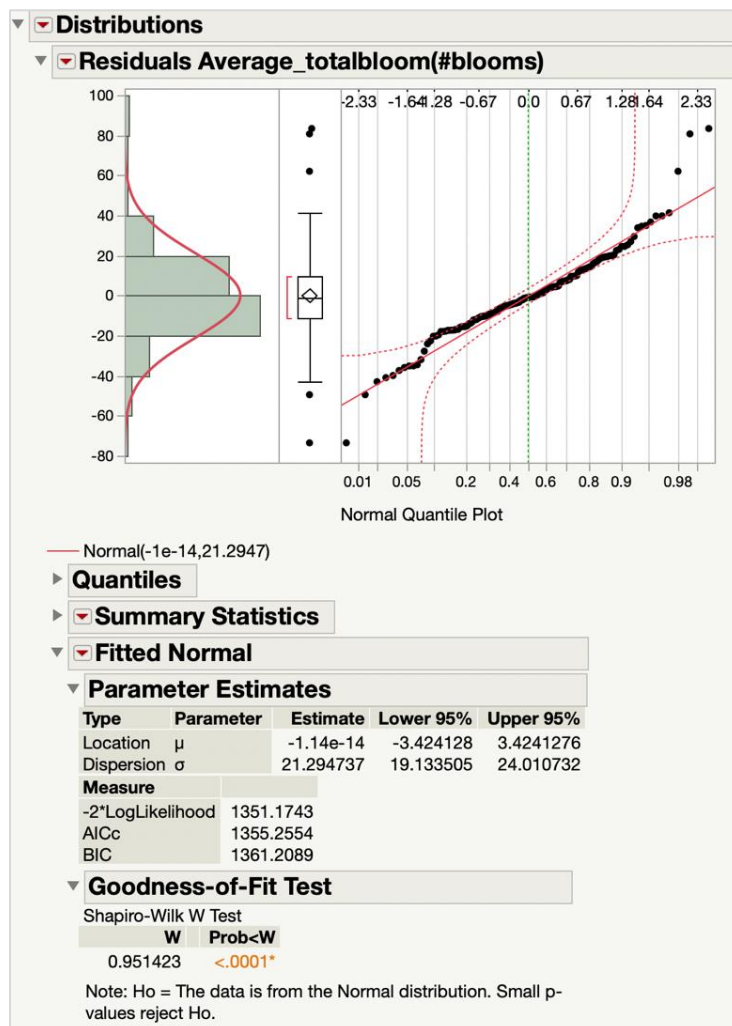 Distributions
Residuals Average_totalbloom(#blooms)
100
80
60
40
20
0
-20
-40
-60
-80
-2.33 -1.64 -1.28 -0.67 0.0 0.67 1.28 1.64 2.33
0.01 0.05 0.2 0.4 0.6 0.8 0.9 0.98
Normal Quantile Plot
Normal(-1e-14,21.2947)
Quantiles
Summary Statistics
Fitted Normal
Parameter Estimates
Type Parameter Estimate Lower 95% Upper 95%
Location μ -1.14e-14 -3.424128 3.4241276
Dispersion σ 21.294737 19.133505 24.010732
Measure
-2*LogLikelihood 1351.1743
AICc 1355.2554
BIC 1361.2089
Goodness-of-Fit Test
Shapiro-Wilk W Test
W Prob<W
0.951423 <.0001*
Note: Ho = The data is from the Normal distribution. Small p-
values reject Ho.